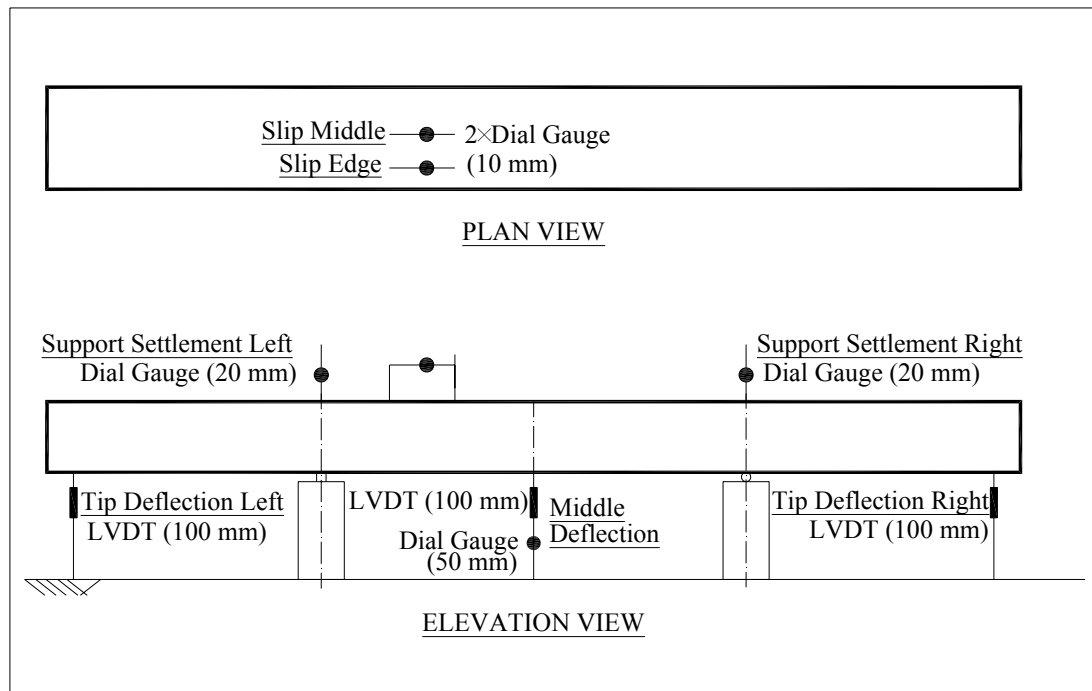 Slip Middle
2×Dial Gauge
Slip Edge
(10 mm)
PLAN VIEW
Support Settlement Left
Dial Gauge (20 mm)
Support Settlement Right
Dial Gauge (20 mm)
Tip Deflection Left
LVDT (100 mm)
LVDT (100 mm)
Dial Gauge
(50 mm)
Middle
Deflection
Tip Deflection Right
LVDT (100 mm)
ELEVATION VIEW